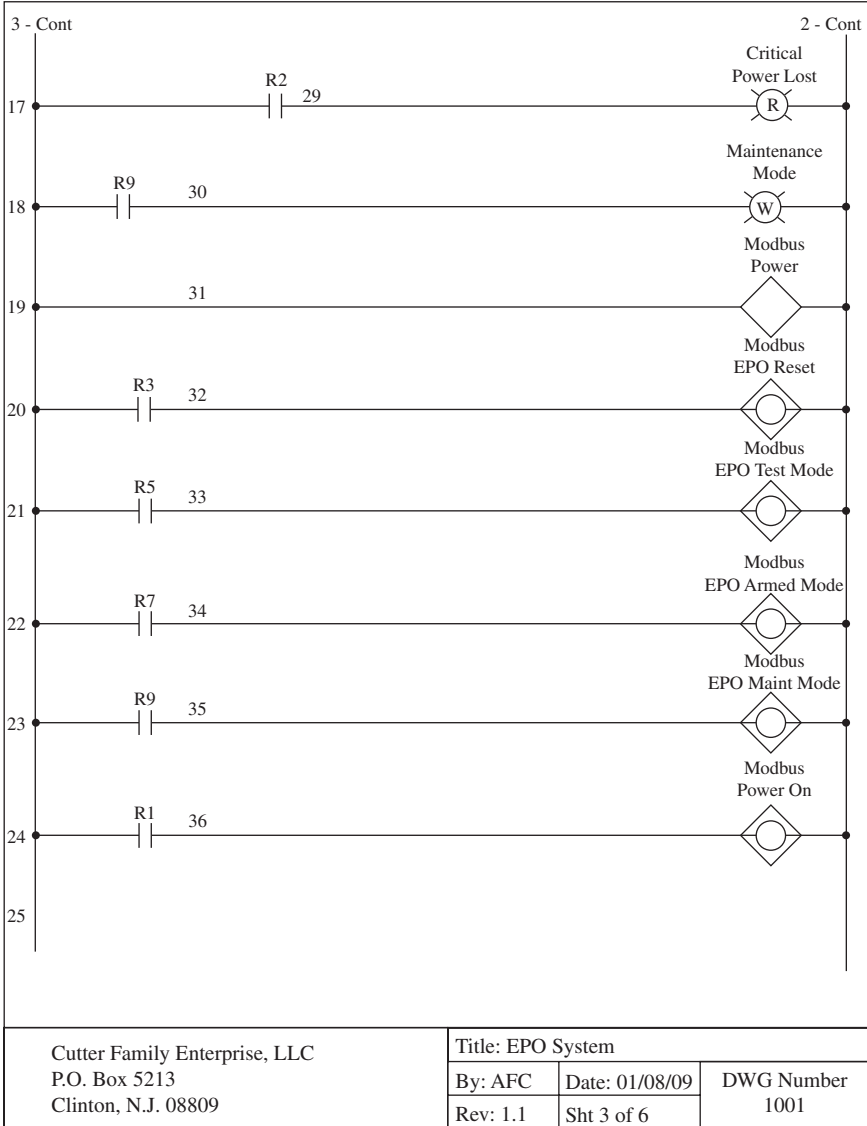 3 - Cont
2 - Cont
Critical
Power Lost
17
R2
29
R
Maintenance
Mode
18
R9
30
W
Modbus
Power
19
31
Modbus
EPO Reset
20
R3
32
Modbus
EPO Test Mode
21
R5
33
Modbus
EPO Armed Mode
22
R7
34
Modbus
EPO Maint Mode
23
R9
35
Modbus
Power On
24
R1
36
25
Cutter Family Enterprise, LLC
P.O. Box 5213
Clinton, N.J. 08809
Title: EPO System
By: AFC
Date: 01/08/09
DWG Number
1001
Rev: 1.1
Sht 3 of 6